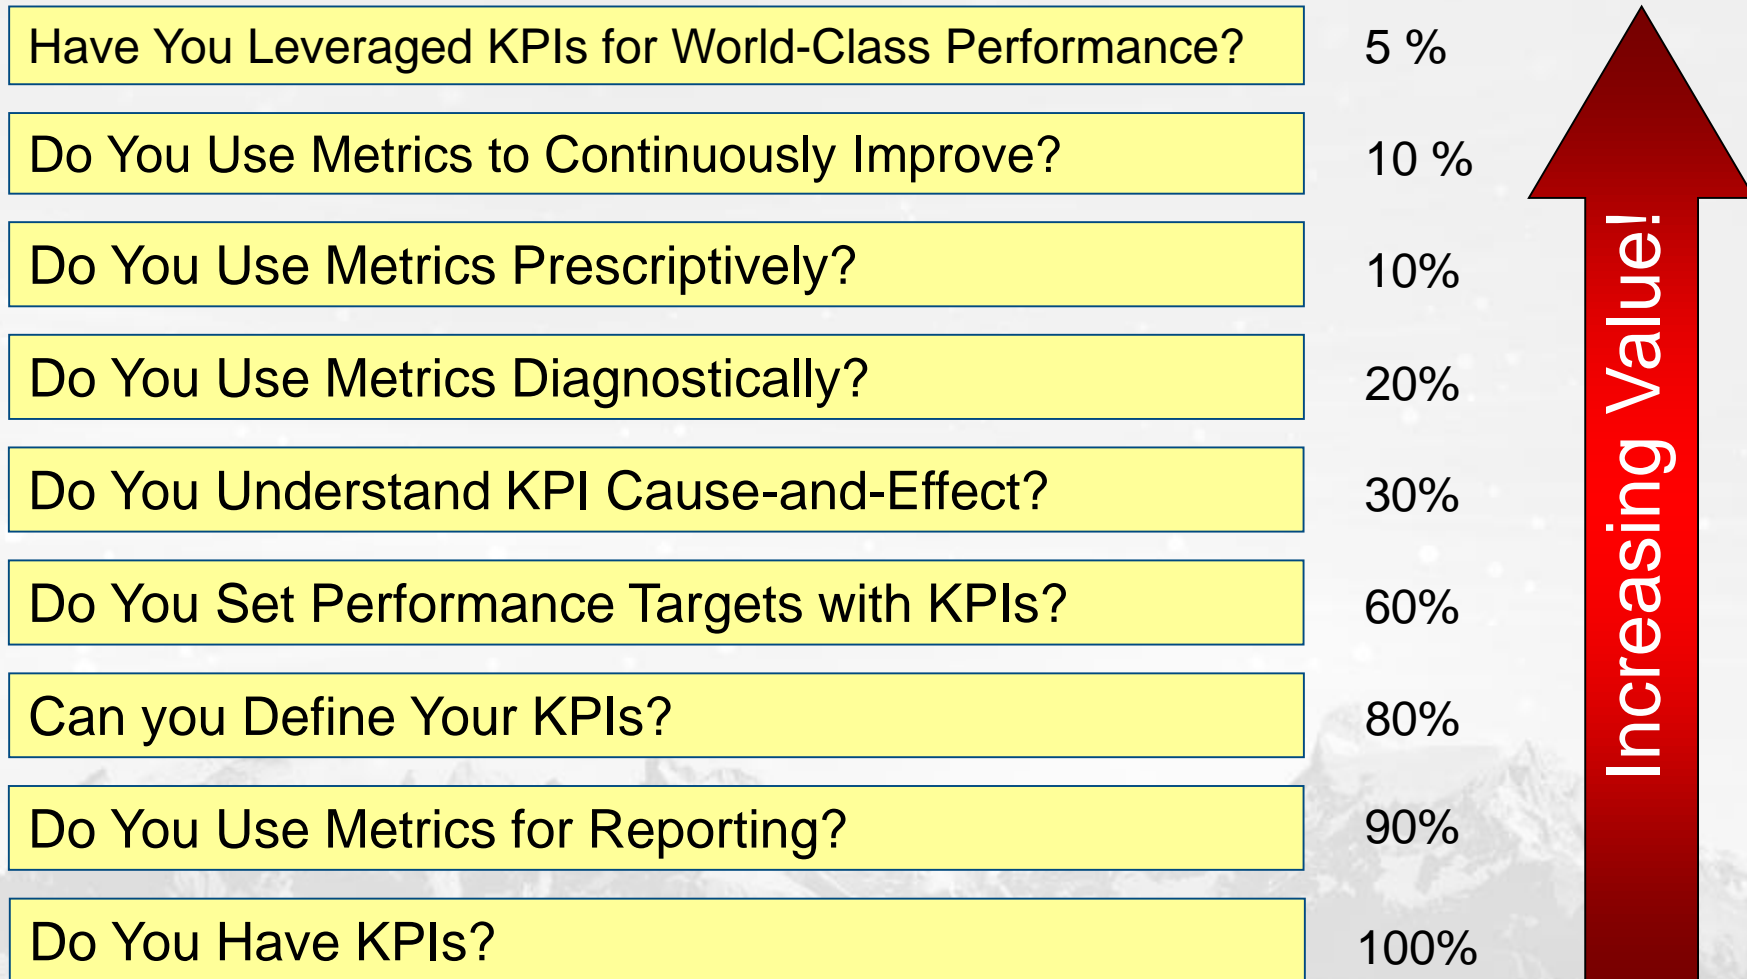 Have You Leveraged KPIs for World-Class Performance?
5 %
Do You Use Metrics to Continuously Improve?
10 %
Do You Use Metrics Prescriptively?
10%
Do You Use Metrics Diagnostically?
20%
Do You Understand KPI Cause-and-Effect?
30%
Do You Set Performance Targets with KPIs?
60%
Can you Define Your KPIs?
80%
Do You Use Metrics for Reporting?
90%
Do You Have KPIs?
100%
Increasing Value!